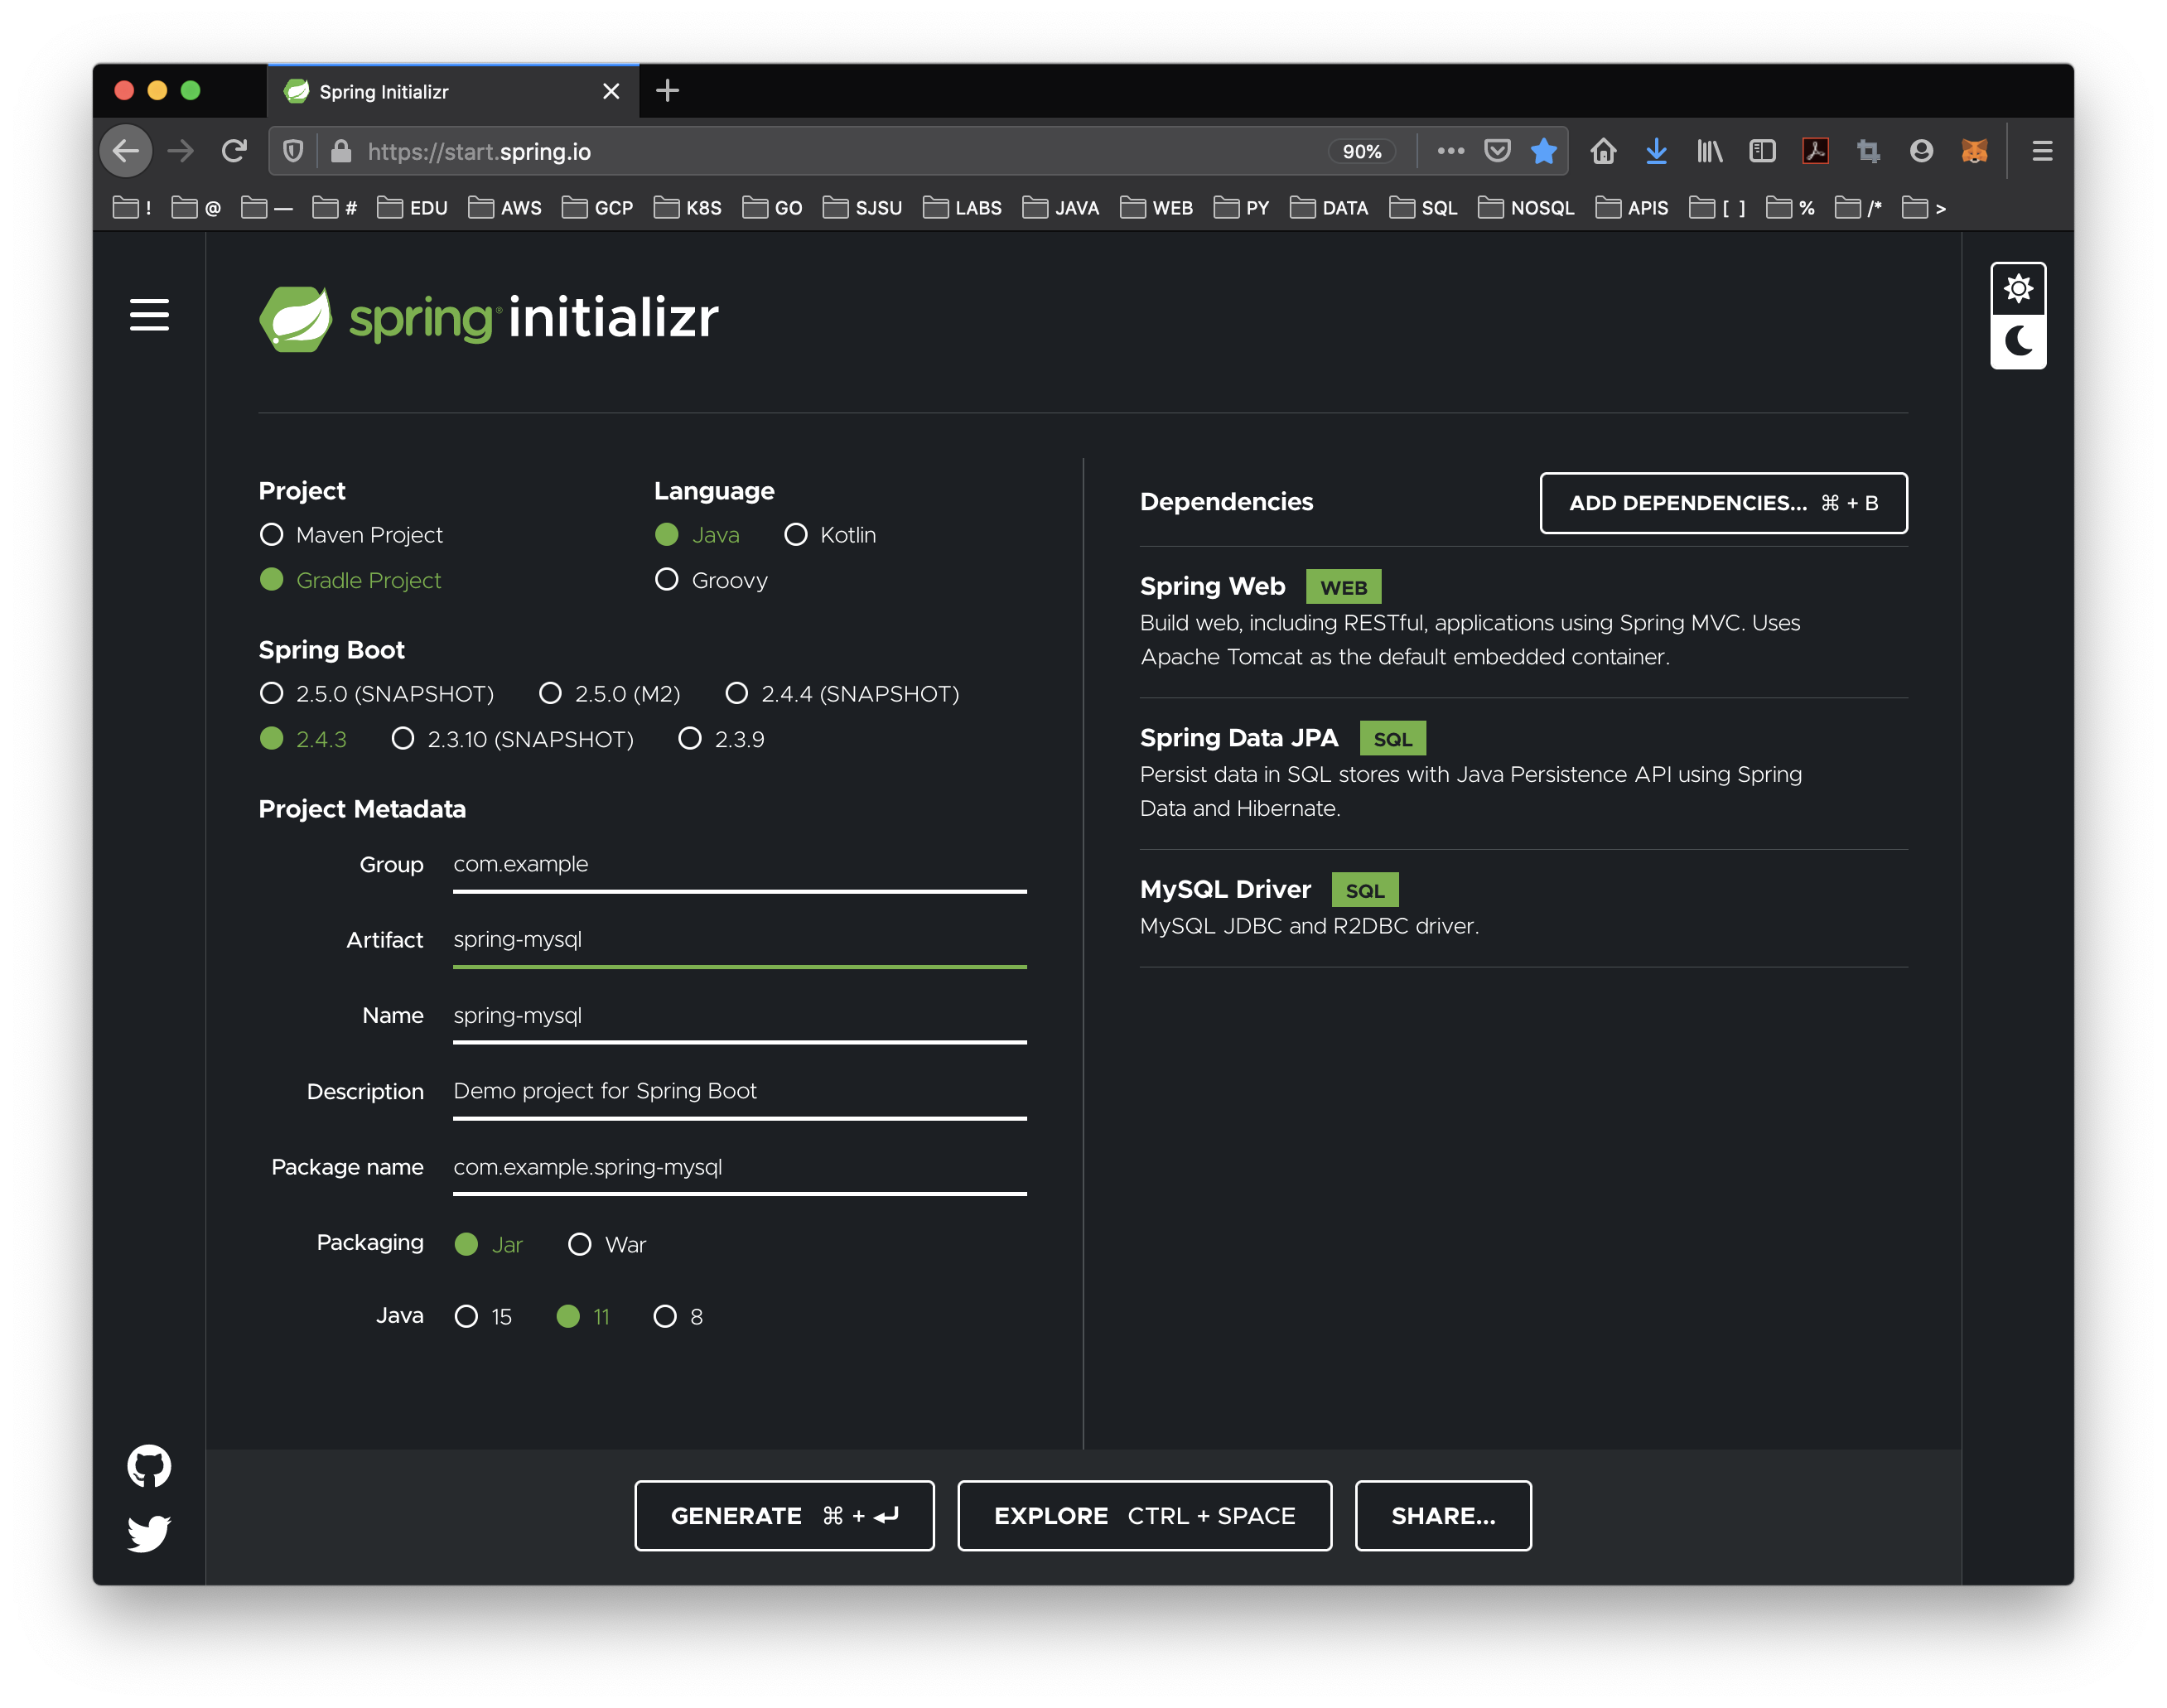 Spring Initializr
https://start.spring.io
90%
! @ — # EDU AWS GCP K8S GO SJSU LABS JAVA WEB PY DATA SQL NOSQL APIS [ ] % /* >
spring® initializr
Project
Maven Project
Gradle Project
Language
Java Kotlin
Groovy
Spring Boot
2.5.0 (SNAPSHOT) 2.5.0 (M2) 2.4.4 (SNAPSHOT)
2.4.3 2.3.10 (SNAPSHOT) 2.3.9
Project Metadata
Group com.example
Artifact spring-mysql
Name spring-mysql
Description Demo project for Spring Boot
Package name com.example.spring-mysql
Packaging Jar War
Java 15 11 8
Dependencies ADD DEPENDENCIES... ⌘ + B
Spring Web WEB
Build web, including RESTful, applications using Spring MVC. Uses
Apache Tomcat as the default embedded container.
Spring Data JPA SQL
Persist data in SQL stores with Java Persistence API using Spring
Data and Hibernate.
MySQL Driver SQL
MySQL JDBC and R2DBC driver.
GENERATE ⌘ + ↵ EXPLORE CTRL + SPACE SHARE...